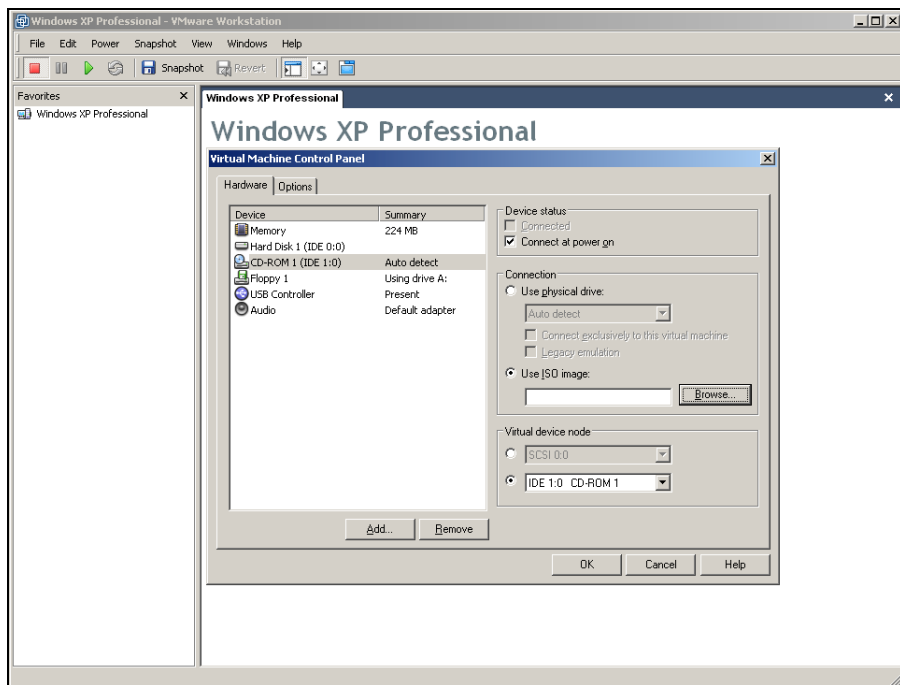 Windows XP Professional - VMware Workstation
File Edit Power Snapshot View Windows Help
Snapshot Revert
Favorites
Windows XP Professional
Windows XP Professional
Windows XP Professional
Virtual Machine Control Panel
Hardware Options
Device Summary
Memory 224 MB
Hard Disk 1 (IDE 0:0)
CD-ROM 1 (IDE 1:0) Auto detect
Floppy 1 Using drive A:
USB Controller Present
Audio Default adapter
Add... Remove
Device status
Connected
Connect at power on
Connection
Use physical drive:
Auto detect
Connect exclusively to this virtual machine
Legacy emulation
Use ISO image:
Browse...
Virtual device node
SCSI 0:0
IDE 1:0 CD-ROM 1
OK Cancel Help